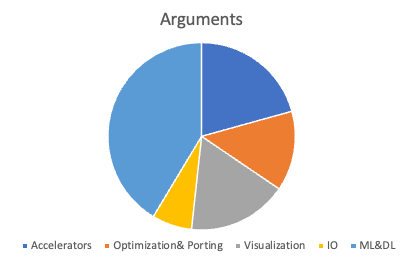 Arguments
Accelerators Optimization& Porting Visualization IO ML&DL